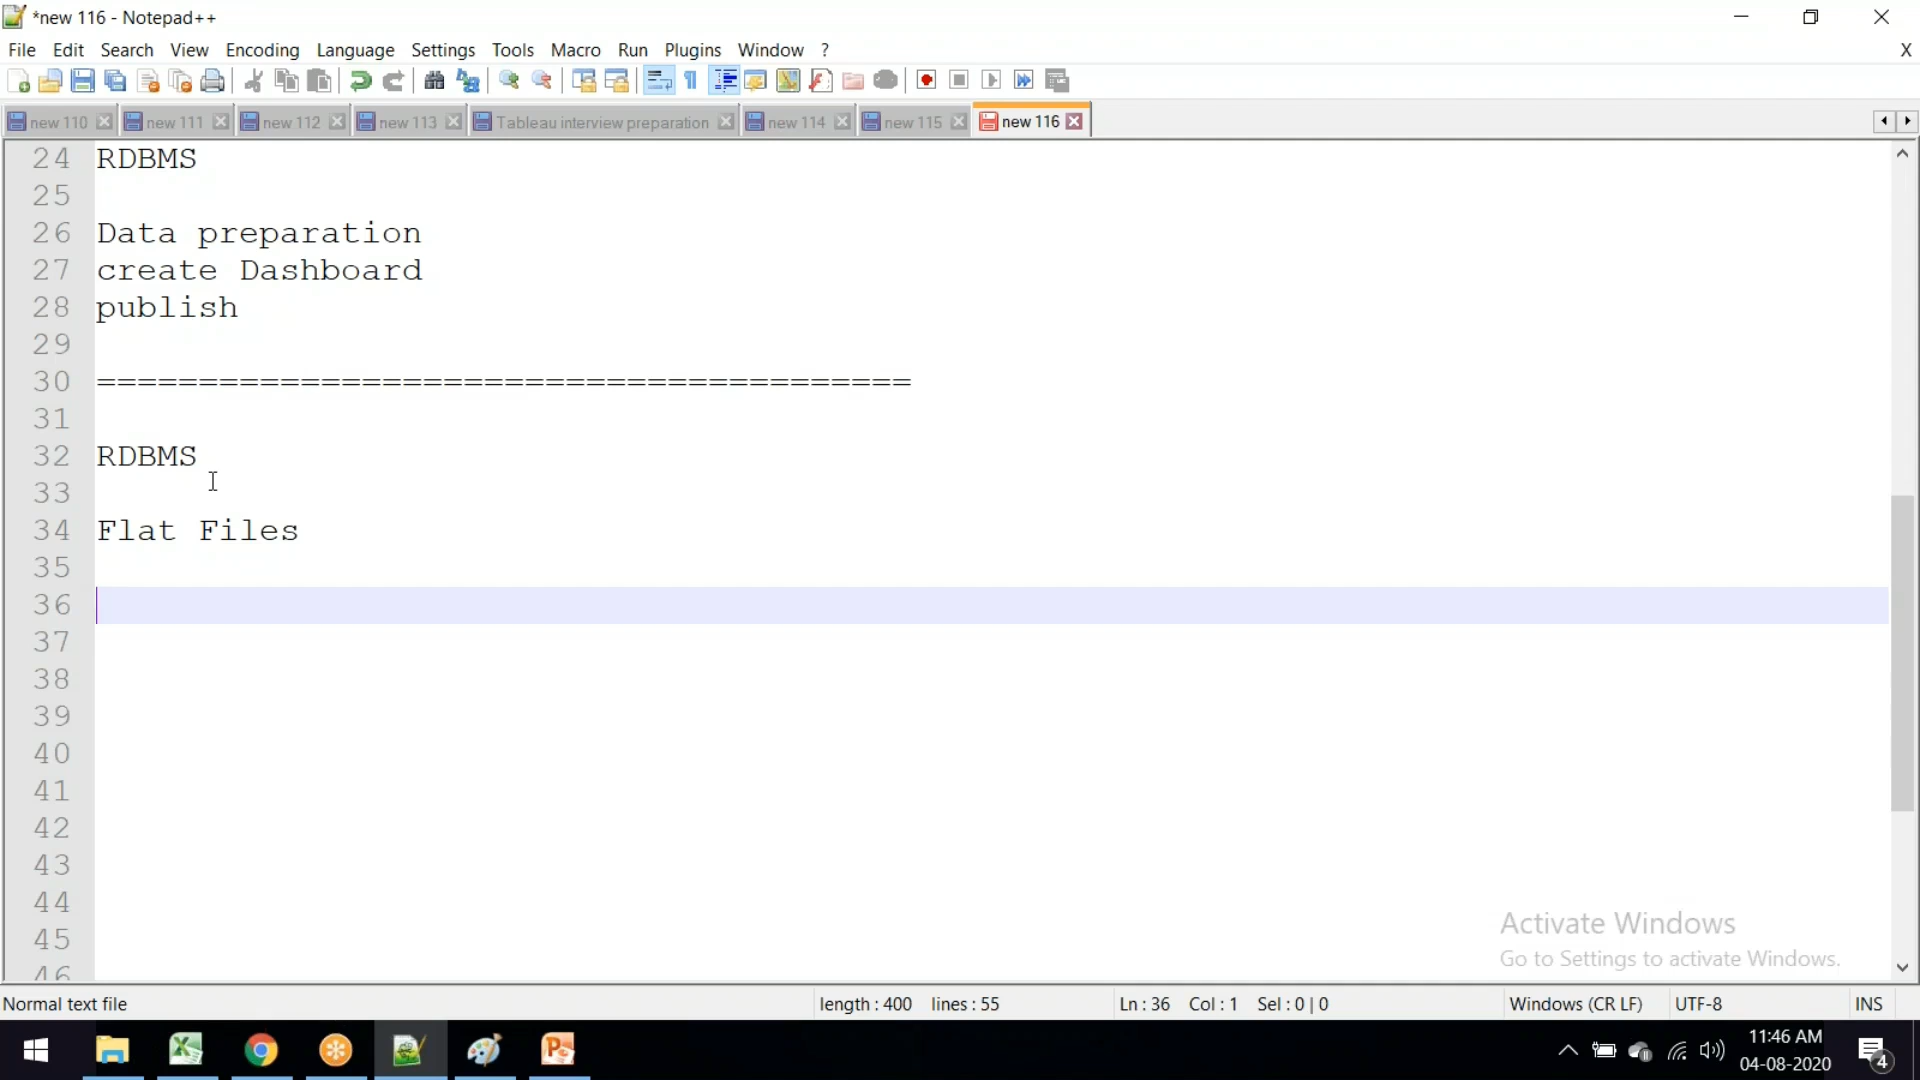 *new 116 - Notepad++
File Edit Search View Encoding Language Settings Tools Macro Run Plugins Window ? X
new 110 new 111 new 112 new 113 Tableau interview preparation new 114 new 115 new 116
24 RDBMS
25
26 Data preparation
27 create Dashboard
28 publish
29
30 ========================================
31
32 RDBMS
33
34 Flat Files
35
36
37
38
39
40
41
42
43
44
45
46
Activate Windows
Go to Settings to activate Windows.
Normal text file length : 400 lines : 55 Ln : 36 Col : 1 Sel : 0 | 0 Windows (CR LF) UTF-8 INS
11:46 AM
04-08-2020
4